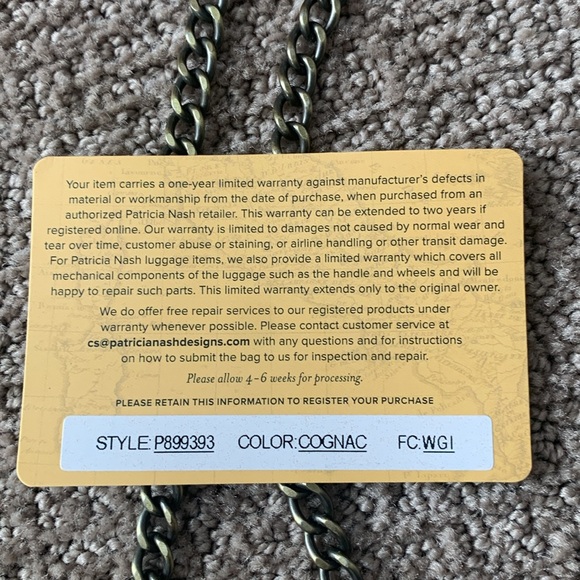 Your item carries a one-year limited warranty against manufacturer's defects in
material or workmanship from the date of purchase, when purchased from an
authorized Patricia Nash retailer. This warranty can be extended to two years if
registered online. Our warranty is limited to damages not caused by normal wear and
tear over time, customer abuse or staining, or airline handling or other transit damage.
For Patricia Nash luggage items, we also provide a limited warranty which covers all
mechanical components of the luggage such as the handle and wheels and will be
happy to repair such parts. This limited warranty extends only to the original owner.
We do offer free repair services to our registered products under
warranty whenever possible. Please contact customer service at
cs@patricianashdesigns.com with any questions and for instructions
on how to submit the bag to us for inspection and repair.
Please allow 4–6 weeks for processing.
PLEASE RETAIN THIS INFORMATION TO REGISTER YOUR PURCHASE
STYLE:P899393 COLOR:COGNAC FC:WGI